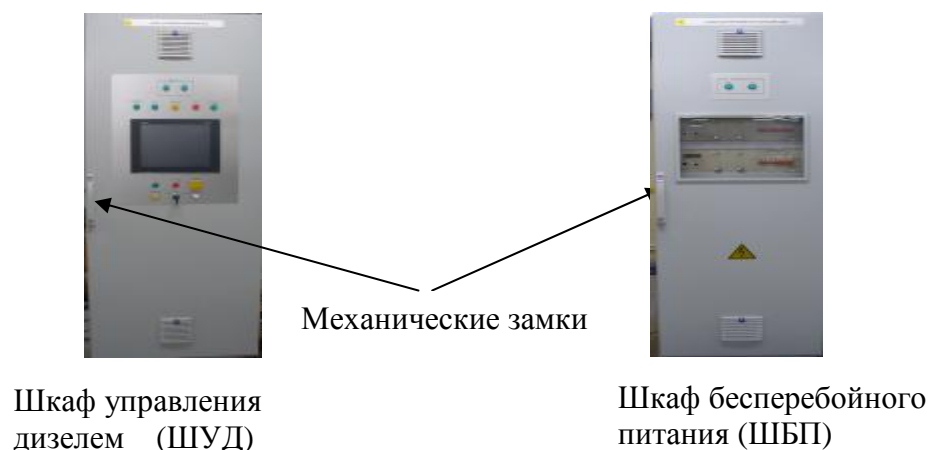 Механические замки
Шкаф управления
дизелем (ШУД)
Шкаф бесперебойного
питания (ШБП)